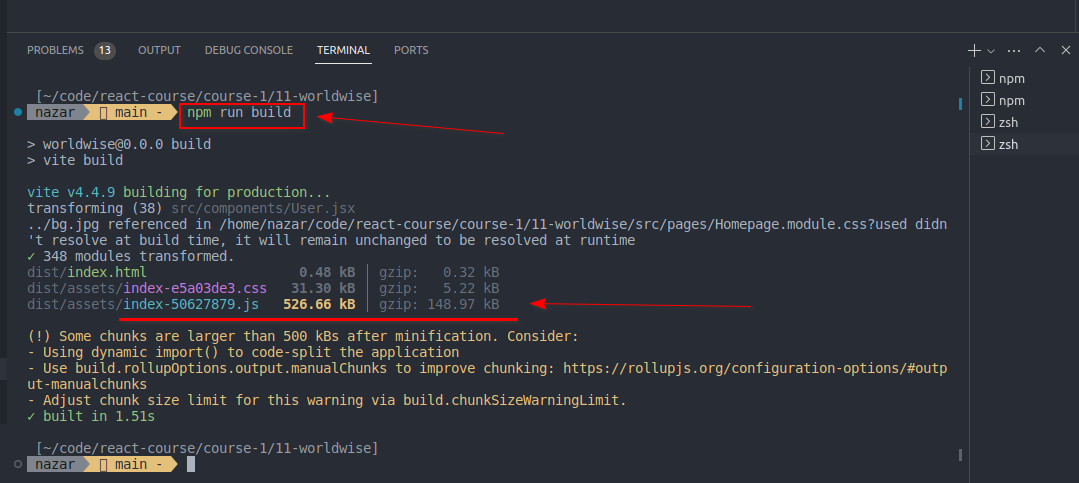 PROBLEMS 13 OUTPUT DEBUG CONSOLE TERMINAL PORTS
npm
npm
zsh
zsh
[~/code/react-course/course-1/11-worldwise]
nazar main - npm run build
> worldwise@0.0.0 build
> vite build
vite v4.4.9 building for production...
transforming (38) src/components/User.jsx
../bg.jpg referenced in /home/nazar/code/react-course/course-1/11-worldwise/src/pages/Homepage.module.css?used didn
't resolve at build time, it will remain unchanged to be resolved at runtime
✓ 348 modules transformed.
dist/index.html 0.48 kB │ gzip: 0.32 kB
dist/assets/index-e5a03de3.css 31.30 kB │ gzip: 5.22 kB
dist/assets/index-50627879.js 526.66 kB │ gzip: 148.97 kB
(!) Some chunks are larger than 500 kBs after minification. Consider:
- Using dynamic import() to code-split the application
- Use build.rollupOptions.output.manualChunks to improve chunking: https://rollupjs.org/configuration-options/#outp
ut-manualchunks
- Adjust chunk size limit for this warning via build.chunkSizeWarningLimit.
✓ built in 1.51s
[~/code/react-course/course-1/11-worldwise]
nazar main -